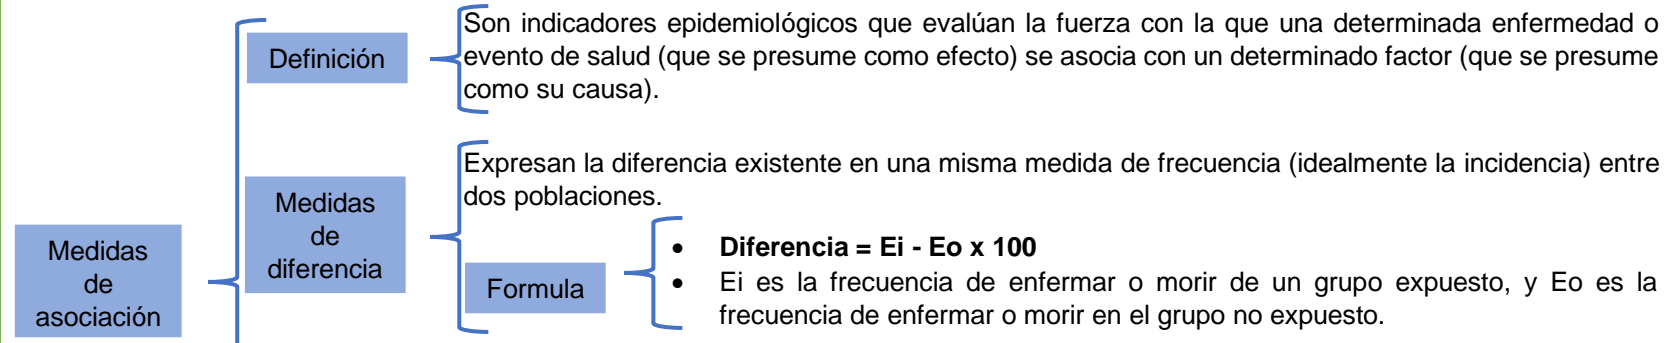 Medidas
de
asociación
Definición
Son indicadores epidemiológicos que evalúan la fuerza con la que una determinada enfermedad o
evento de salud (que se presume como efecto) se asocia con un determinado factor (que se presume
como su causa).
Medidas
de
diferencia
Expresan la diferencia existente en una misma medida de frecuencia (idealmente la incidencia) entre
dos poblaciones.
Formula
• Diferencia = Ei - Eo x 100
• Ei es la frecuencia de enfermar o morir de un grupo expuesto, y Eo es la
frecuencia de enfermar o morir en el grupo no expuesto.